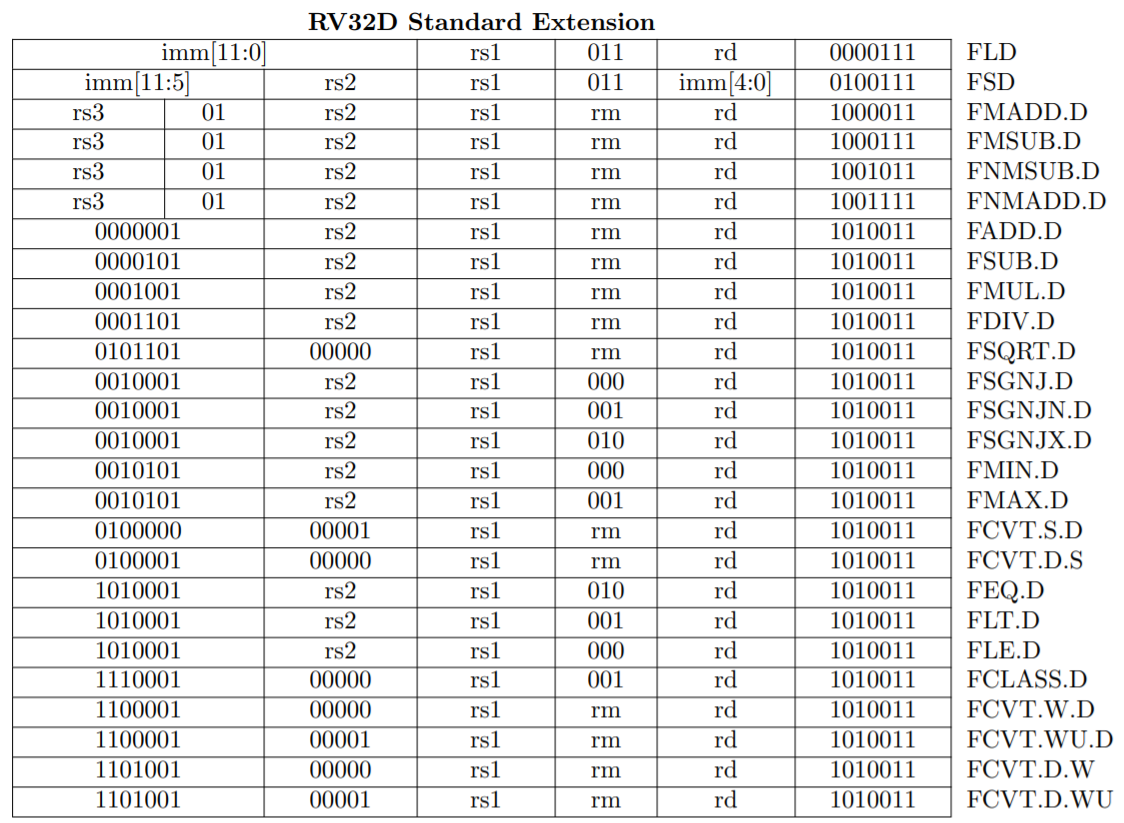 RV32D Standard Extension
imm[11:0] rs1 011 rd 0000111 FLD
imm[11:5] rs2 rs1 011 imm[4:0] 0100111 FSD
rs3 01 rs2 rs1 rm rd 1000011 FMADD.D
rs3 01 rs2 rs1 rm rd 1000111 FMSUB.D
rs3 01 rs2 rs1 rm rd 1001011 FNMSUB.D
rs3 01 rs2 rs1 rm rd 1001111 FNMADD.D
0000001 rs2 rs1 rm rd 1010011 FADD.D
0000101 rs2 rs1 rm rd 1010011 FSUB.D
0001001 rs2 rs1 rm rd 1010011 FMUL.D
0001101 rs2 rs1 rm rd 1010011 FDIV.D
0101101 00000 rs1 rm rd 1010011 FSQRT.D
0010001 rs2 rs1 000 rd 1010011 FSGNJ.D
0010001 rs2 rs1 001 rd 1010011 FSGNJN.D
0010001 rs2 rs1 010 rd 1010011 FSGNJX.D
0010101 rs2 rs1 000 rd 1010011 FMIN.D
0010101 rs2 rs1 001 rd 1010011 FMAX.D
0100000 00001 rs1 rm rd 1010011 FCVT.S.D
0100001 00000 rs1 rm rd 1010011 FCVT.D.S
1010001 rs2 rs1 010 rd 1010011 FEQ.D
1010001 rs2 rs1 001 rd 1010011 FLT.D
1010001 rs2 rs1 000 rd 1010011 FLE.D
1110001 00000 rs1 001 rd 1010011 FCLASS.D
1100001 00000 rs1 rm rd 1010011 FCVT.W.D
1100001 00001 rs1 rm rd 1010011 FCVT.WU.D
1101001 00000 rs1 rm rd 1010011 FCVT.D.W
1101001 00001 rs1 rm rd 1010011 FCVT.D.WU